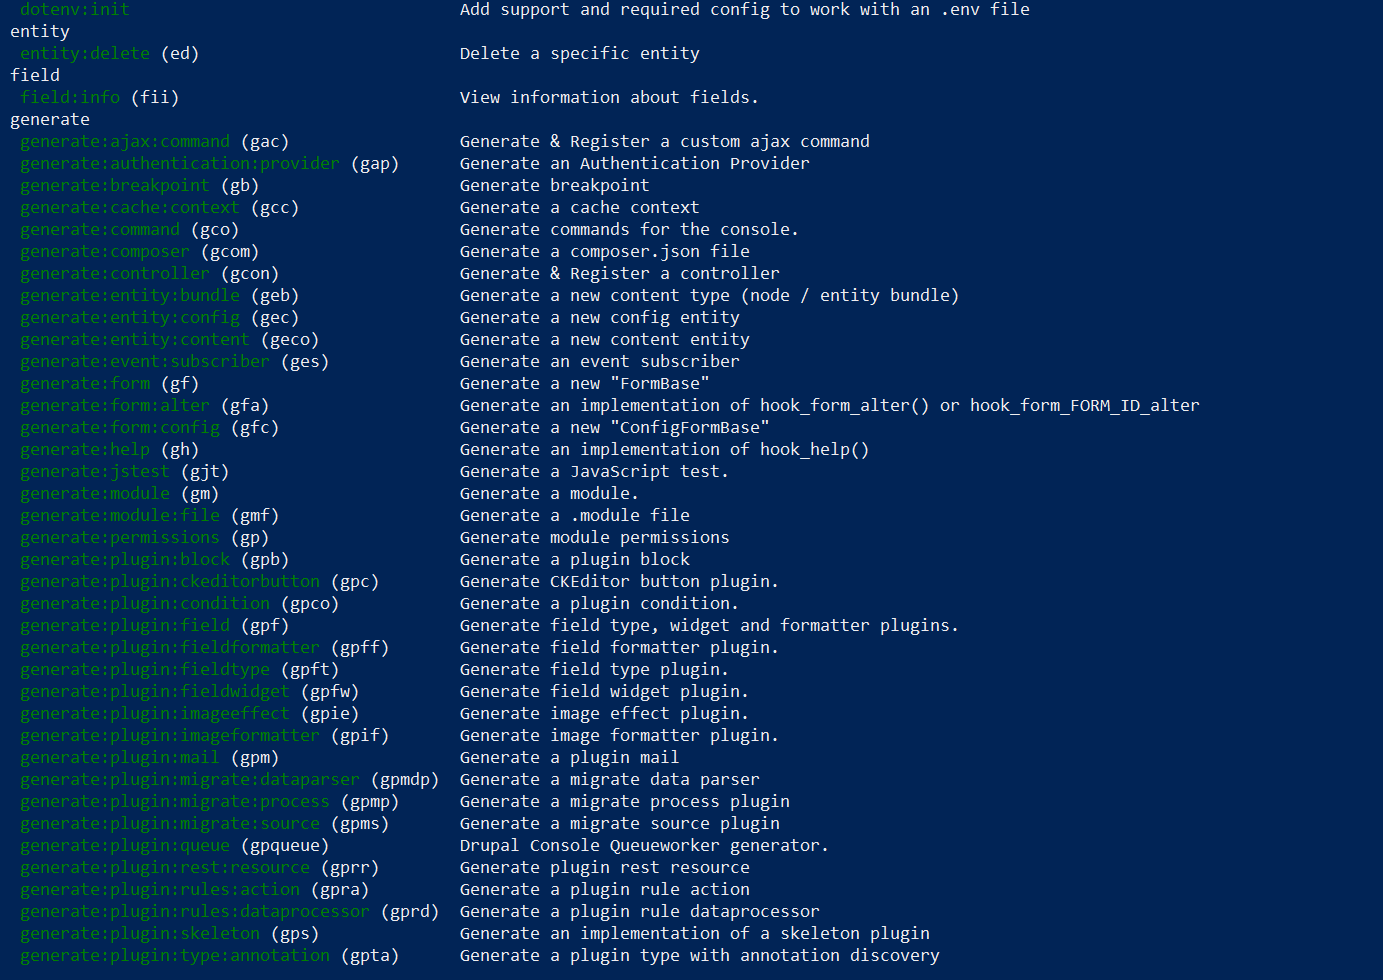 dotenv:init Add support and required config to work with an .env file
entity
entity:delete (ed) Delete a specific entity
field
field:info (fii) View information about fields.
generate
generate:ajax:command (gac) Generate & Register a custom ajax command
generate:authentication:provider (gap) Generate an Authentication Provider
generate:breakpoint (gb) Generate breakpoint
generate:cache:context (gcc) Generate a cache context
generate:command (gco) Generate commands for the console.
generate:composer (gcom) Generate a composer.json file
generate:controller (gcon) Generate & Register a controller
generate:entity:bundle (geb) Generate a new content type (node / entity bundle)
generate:entity:config (gec) Generate a new config entity
generate:entity:content (geco) Generate a new content entity
generate:event:subscriber (ges) Generate an event subscriber
generate:form (gf) Generate a new "FormBase"
generate:form:alter (gfa) Generate an implementation of hook_form_alter() or hook_form_FORM_ID_alter
generate:form:config (gfc) Generate a new "ConfigFormBase"
generate:help (gh) Generate an implementation of hook_help()
generate:jstest (gjt) Generate a JavaScript test.
generate:module (gm) Generate a module.
generate:module:file (gmf) Generate a .module file
generate:permissions (gp) Generate module permissions
generate:plugin:block (gpb) Generate a plugin block
generate:plugin:ckeditorbutton (gpc) Generate CKEditor button plugin.
generate:plugin:condition (gpco) Generate a plugin condition.
generate:plugin:field (gpf) Generate field type, widget and formatter plugins.
generate:plugin:fieldformatter (gpff) Generate field formatter plugin.
generate:plugin:fieldtype (gpft) Generate field type plugin.
generate:plugin:fieldwidget (gpfw) Generate field widget plugin.
generate:plugin:imageeffect (gpie) Generate image effect plugin.
generate:plugin:imageformatter (gpif) Generate image formatter plugin.
generate:plugin:mail (gpm) Generate a plugin mail
generate:plugin:migrate:dataparser (gpmdp) Generate a migrate data parser
generate:plugin:migrate:process (gpmp) Generate a migrate process plugin
generate:plugin:migrate:source (gpms) Generate a migrate source plugin
generate:plugin:queue (gpqueue) Drupal Console Queueworker generator.
generate:plugin:rest:resource (gprr) Generate plugin rest resource
generate:plugin:rules:action (gpra) Generate a plugin rule action
generate:plugin:rules:dataprocessor (gprd) Generate a plugin rule dataprocessor
generate:plugin:skeleton (gps) Generate an implementation of a skeleton plugin
generate:plugin:type:annotation (gpta) Generate a plugin type with annotation discovery